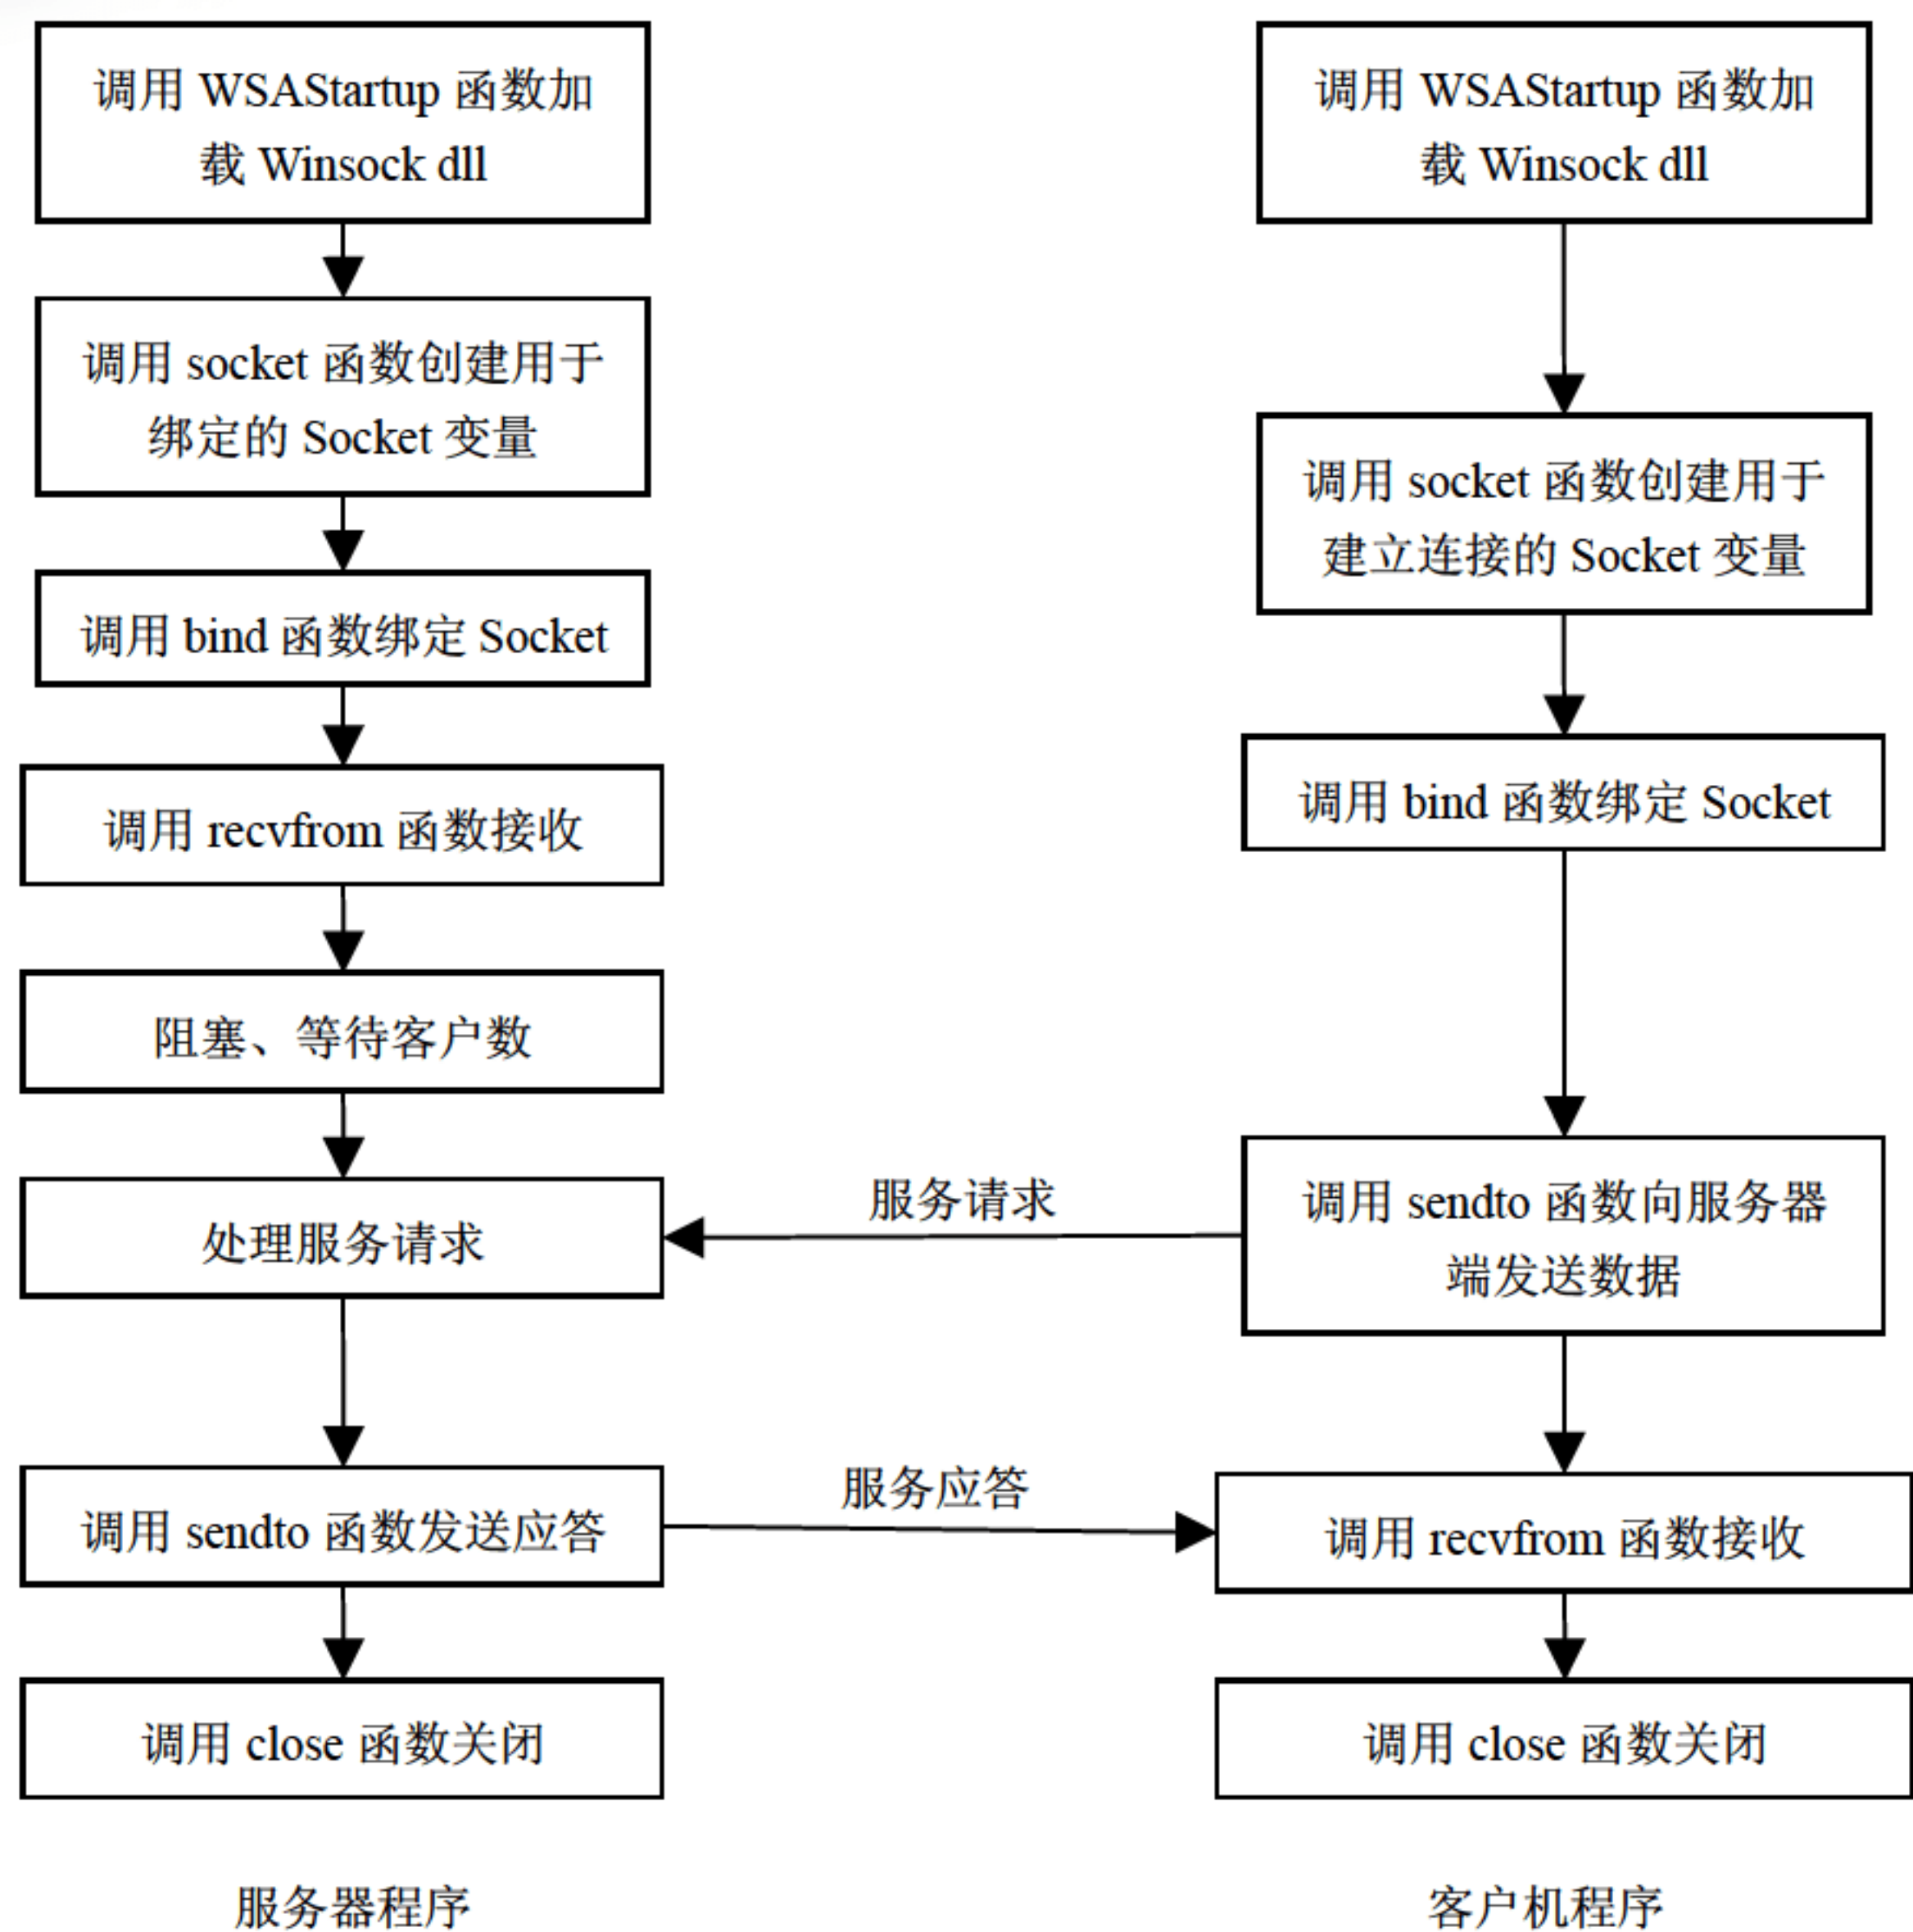 调用 WSAStartup 函数加
载 Winsock dll
调用 socket 函数创建用于
绑定的 Socket 变量
调用 bind 函数绑定 Socket
调用 recvfrom 函数接收
阻塞、等待客户数
处理服务请求
调用 sendto 函数发送应答
调用 close 函数关闭
服务器程序
服务请求
服务应答
调用 WSAStartup 函数加
载 Winsock dll
调用 socket 函数创建用于
建立连接的 Socket 变量
调用 bind 函数绑定 Socket
调用 sendto 函数向服务器
端发送数据
调用 recvfrom 函数接收
调用 close 函数关闭
客户机程序